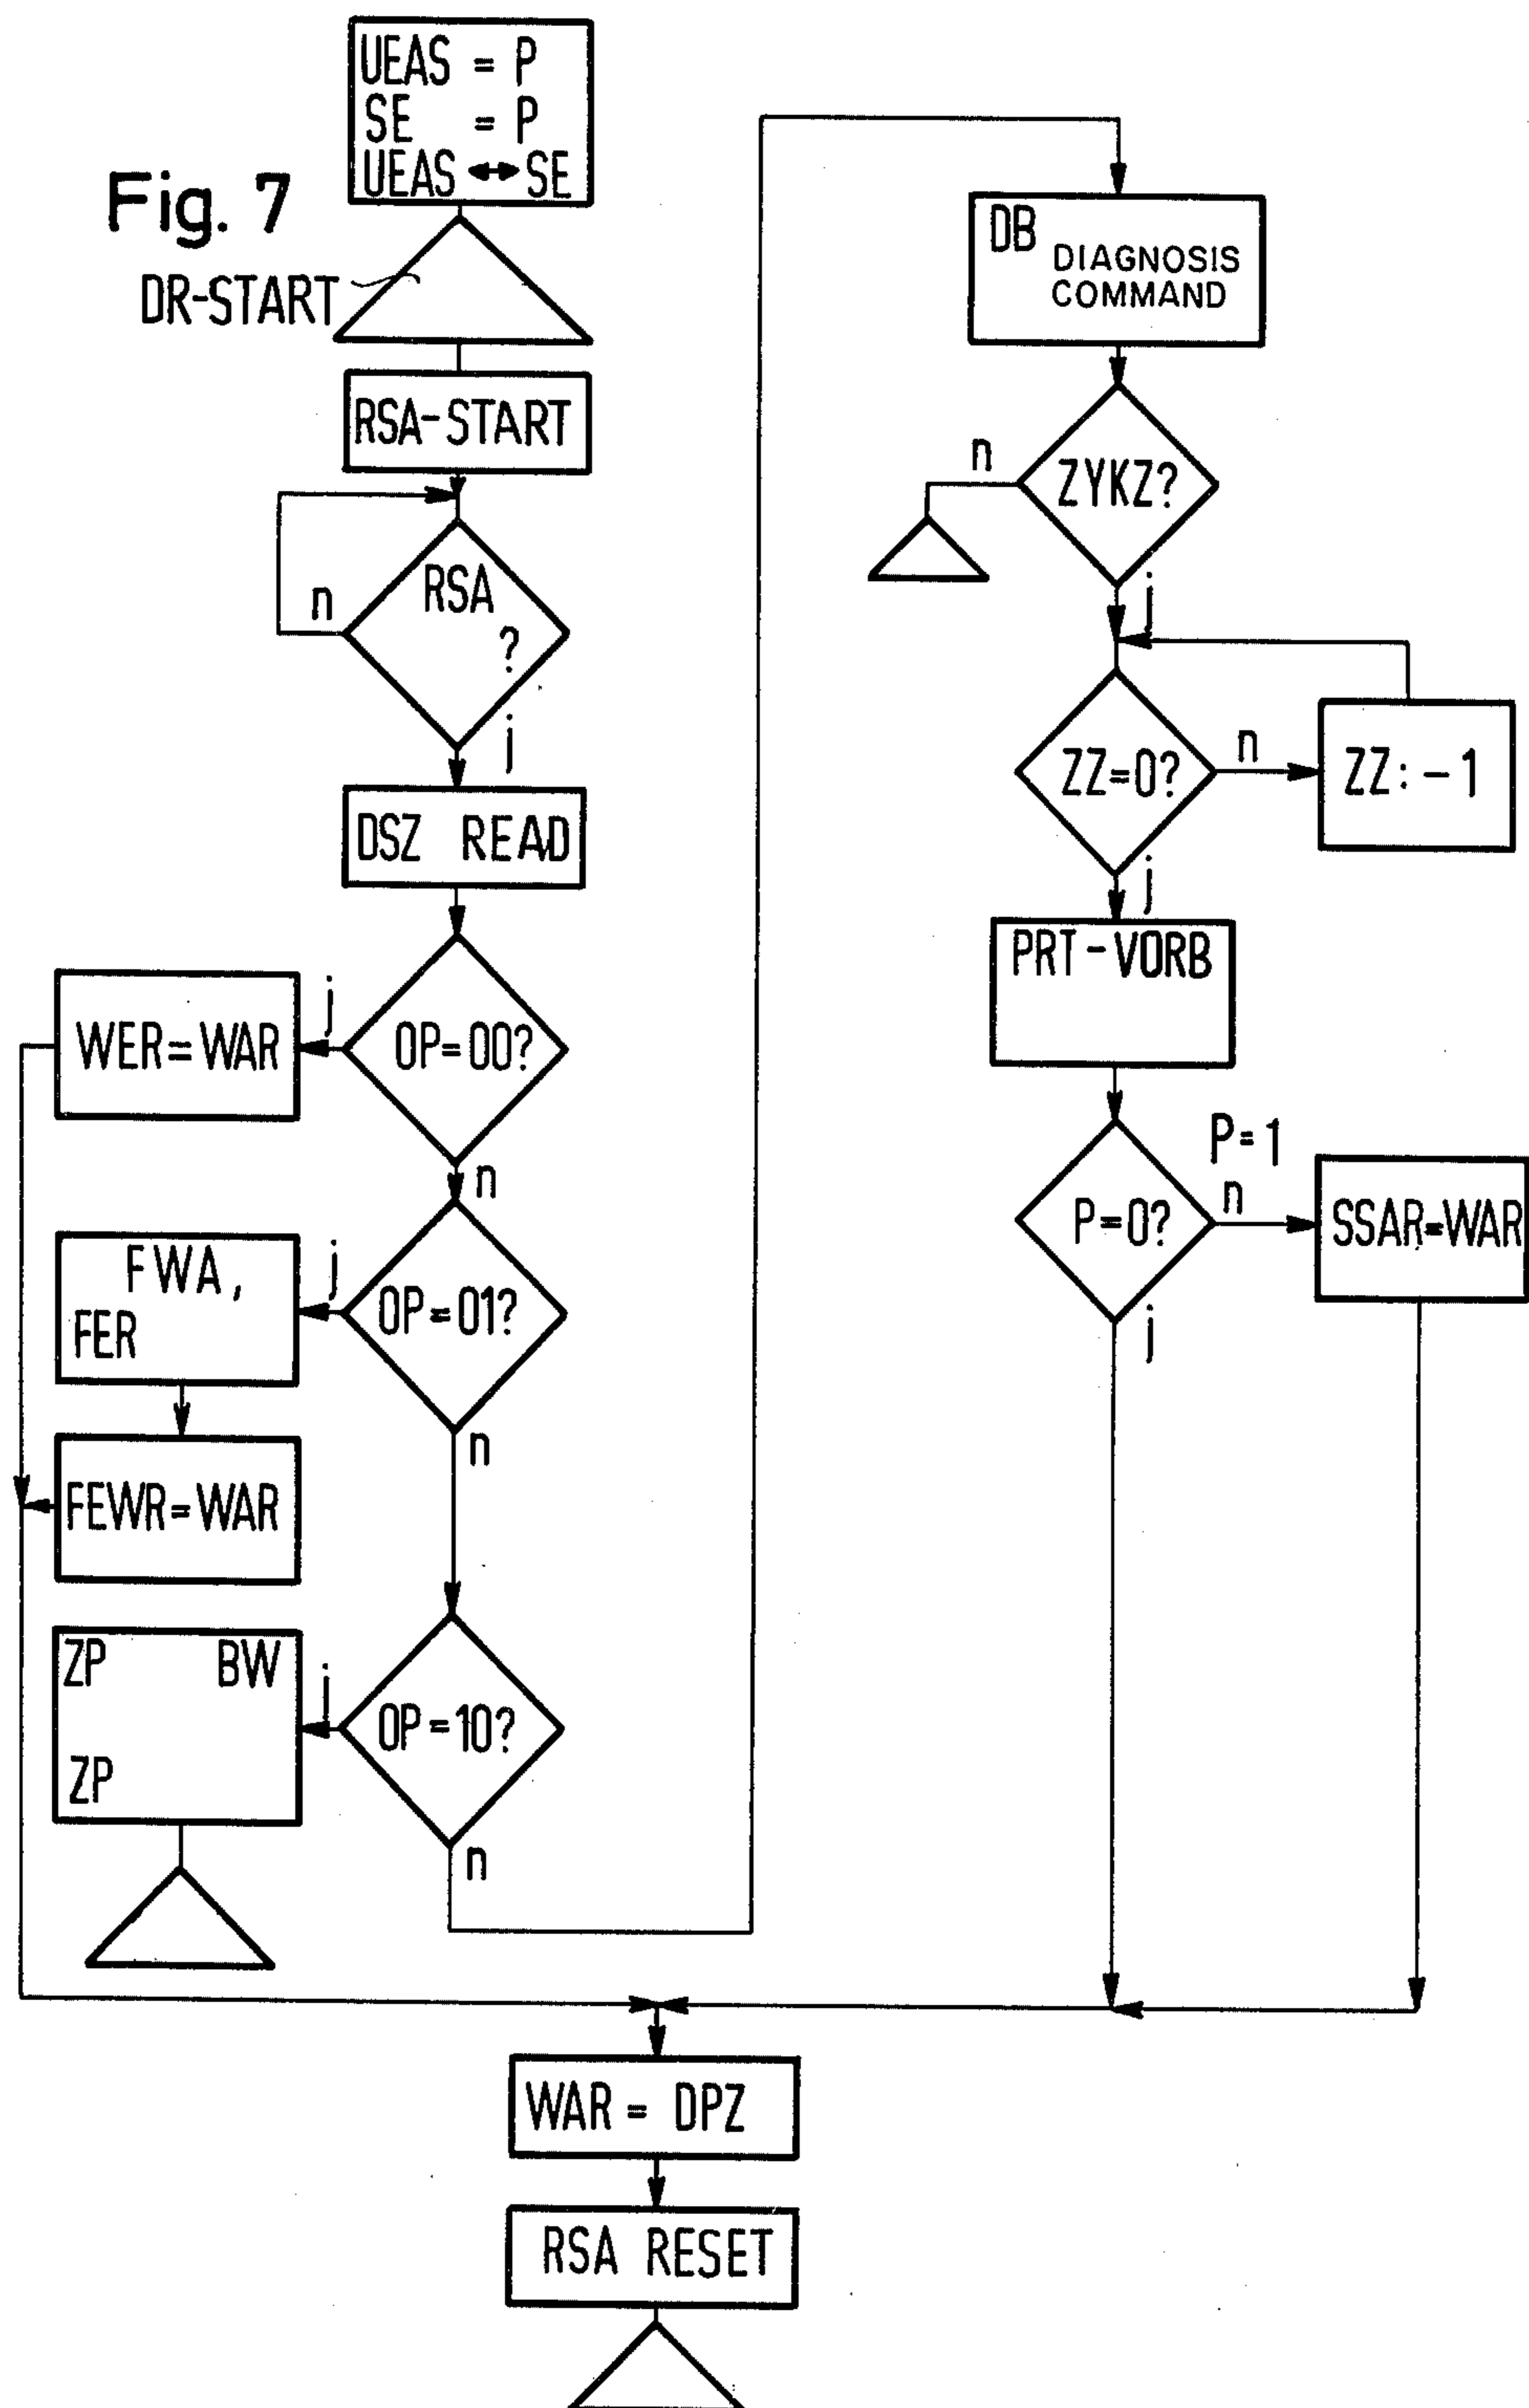 UEAS = P
SE = P
UEAS ↔ SE
Fig. 7
DR-START
RSA-START
RSA
?
n
j
DSZ READ
OP=00?
j
n
WER=WAR
OP=01?
j
n
FWA,
FER
FEWR=WAR
OP=10?
j
n
ZP BW
ZP
DB
DIAGNOSIS
COMMAND
ZYKZ?
n
j
ZZ=0?
n
j
ZZ:-1
PRT-VORB
P=0?
P=1
n
j
SSAR=WAR
WAR = DPZ
RSA RESET